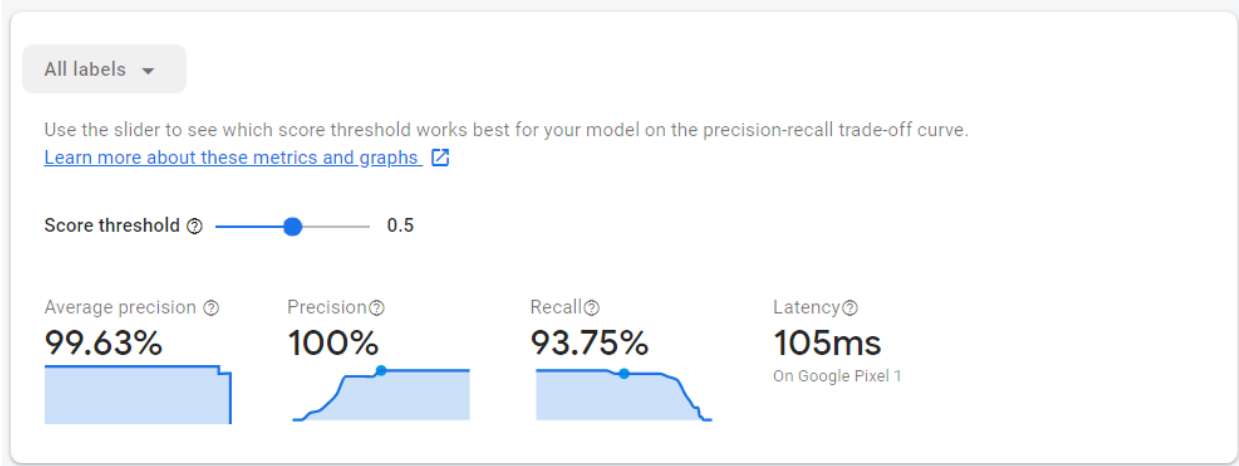 All labels
Use the slider to see which score threshold works best for your model on the precision-recall trade-off curve.
Learn more about these metrics and graphs
Score threshold 0.5
Average precision Precision Recall Latency
99.63% 100% 93.75% 105ms
On Google Pixel 1